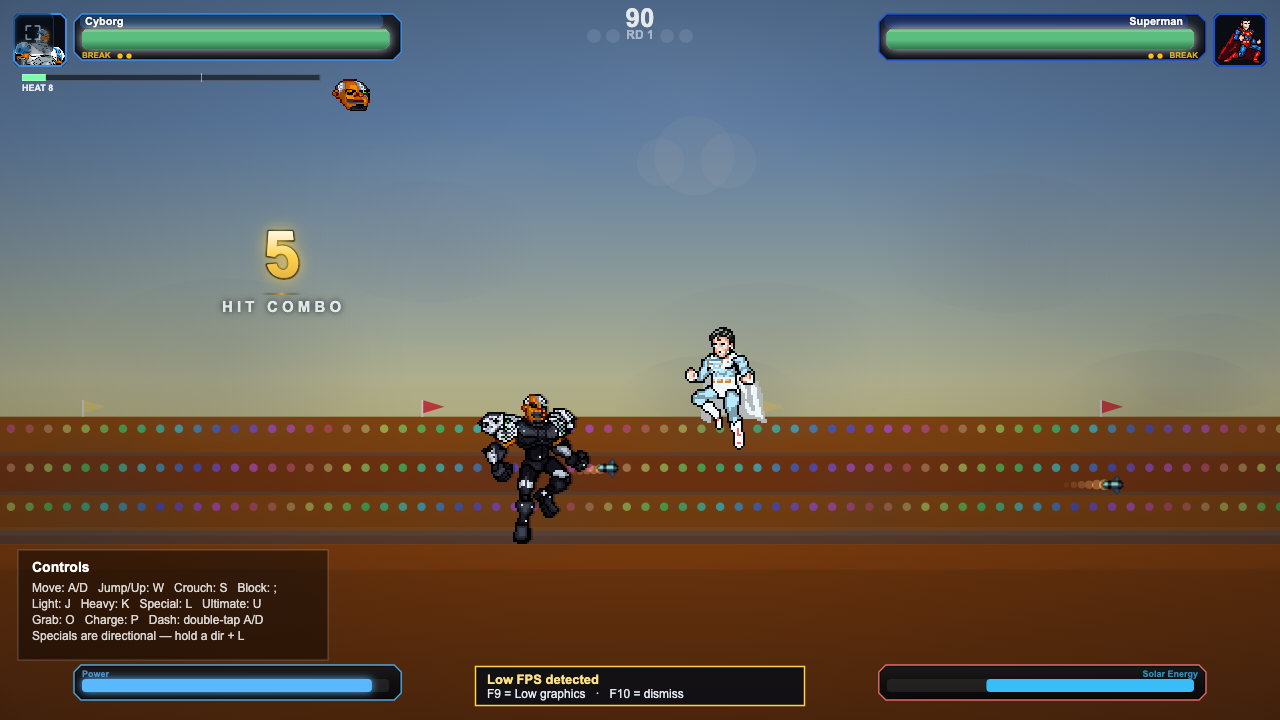 Cyborg
90
Superman
RD 1
BREAK
BREAK
HEAT 8
5
HIT COMBO
Controls
Move: A/D Jump/Up: W Crouch: S Block: ;
Light: J Heavy: K Special: L Ultimate: U
Grab: O Charge: P Dash: double-tap A/D
Specials are directional — hold a dir + L
Power
Low FPS detected
F9 = Low graphics · F10 = dismiss
Solar Energy